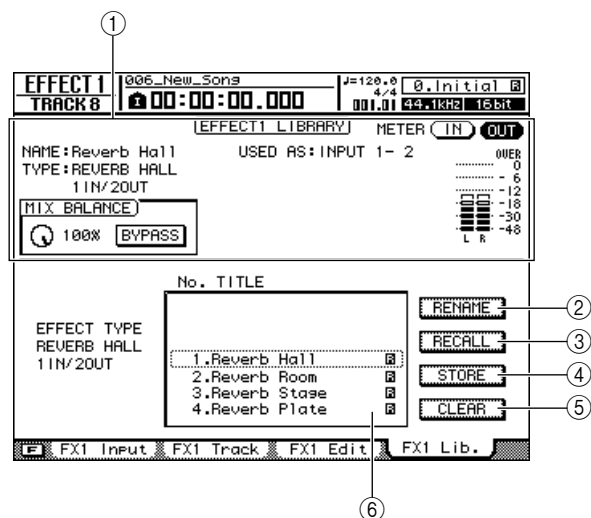 ①
EFFECT 1
TRACK 8
006_New_Song
00:00:00.000
♩=120.0
4/4
001.01
0.Initial R
44.1kHz 16bit
EFFECT1 LIBRARY
METER IN OUT
NAME:Reverb Hall
USED AS:INPUT 1- 2
TYPE:REVERB HALL
1IN/2OUT
MIX BALANCE
100% BYPASS
OVER
0
- 6
-12
-18
-30
-48
L R
No. TITLE
EFFECT TYPE
REVERB HALL
1IN/2OUT
1.Reverb Hall R
2.Reverb Room R
3.Reverb Stage R
4.Reverb Plate R
RENAME ②
RECALL ③
STORE ④
CLEAR ⑤
F FX1 Input FX1 Track FX1 Edit FX1 Lib.
⑥